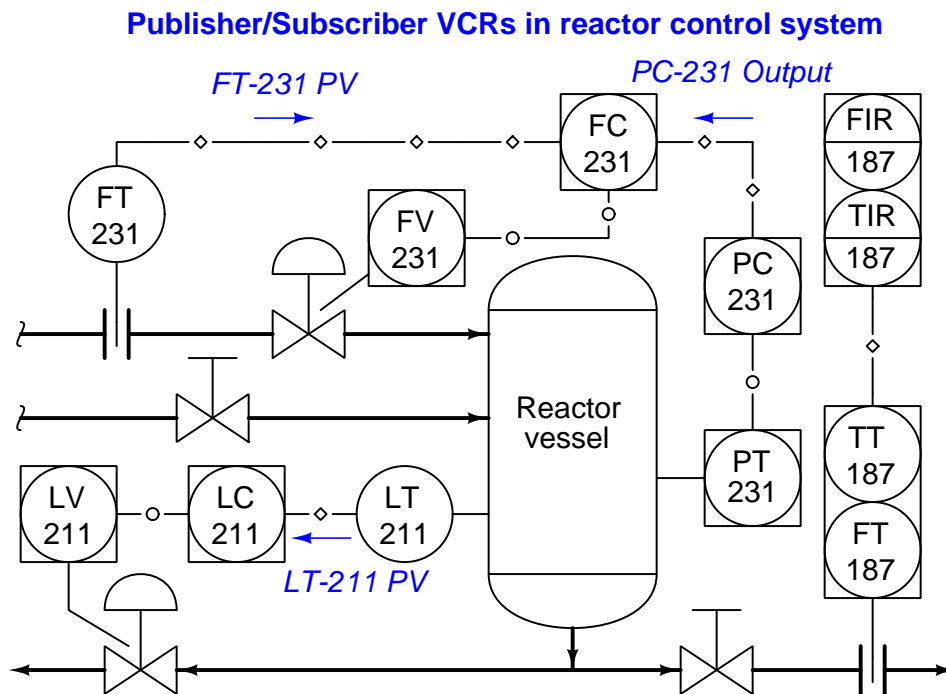 Publisher/Subscriber VCRs in reactor control system
FT-231 PV
PC-231 Output
FC
231
FIR
187
TIR
187
FT
231
FV
231
PC
231
Reactor
vessel
TT
187
PT
231
LV
211
LC
211
LT
211
FT
187
LT-211 PV